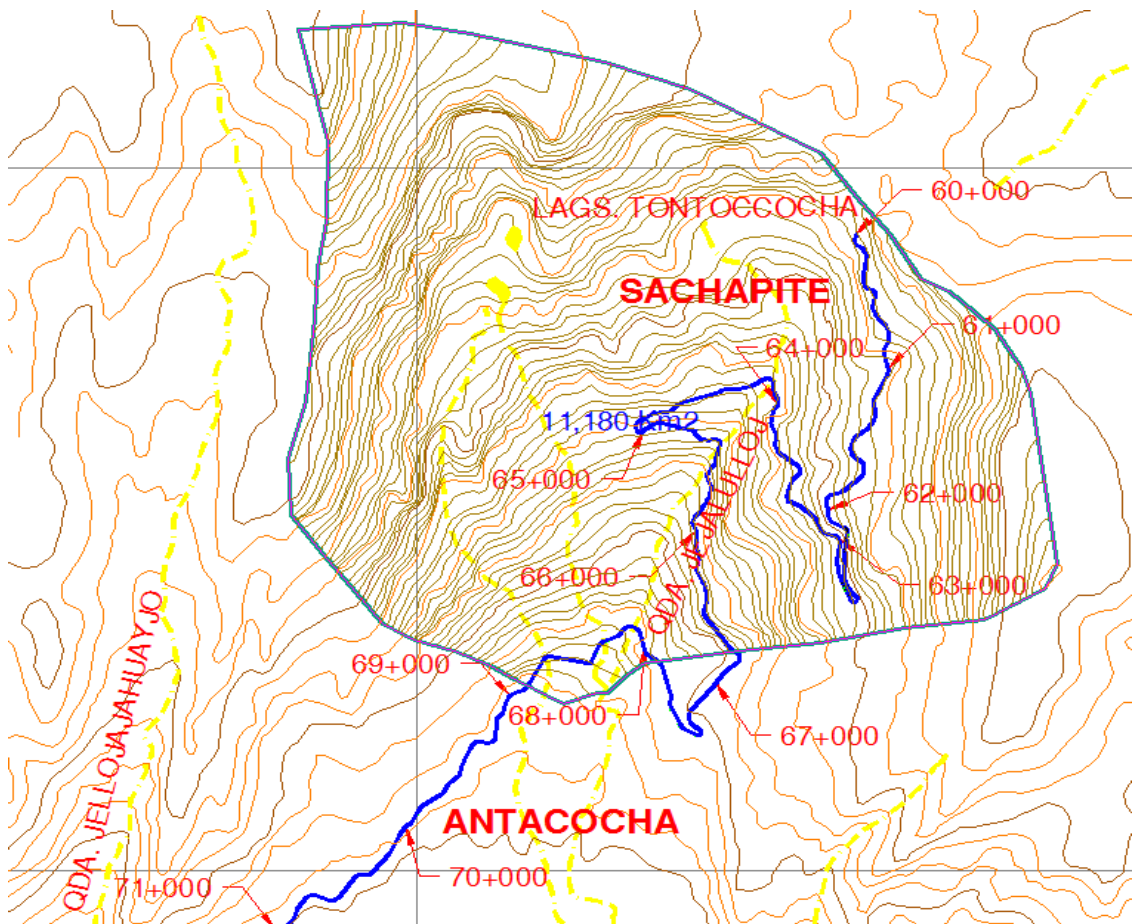 60+000
LAGS. TONTOCCOCHA
SACHAPITE
61+000
64+000
11,180 Km2
65+000
62+000
66+000
63+000
QDA. JEJALULLOJ
69+000
68+000
67+000
QDA. JELLOJAJAHUAYJO
ANTACOCHA
70+000
71+000